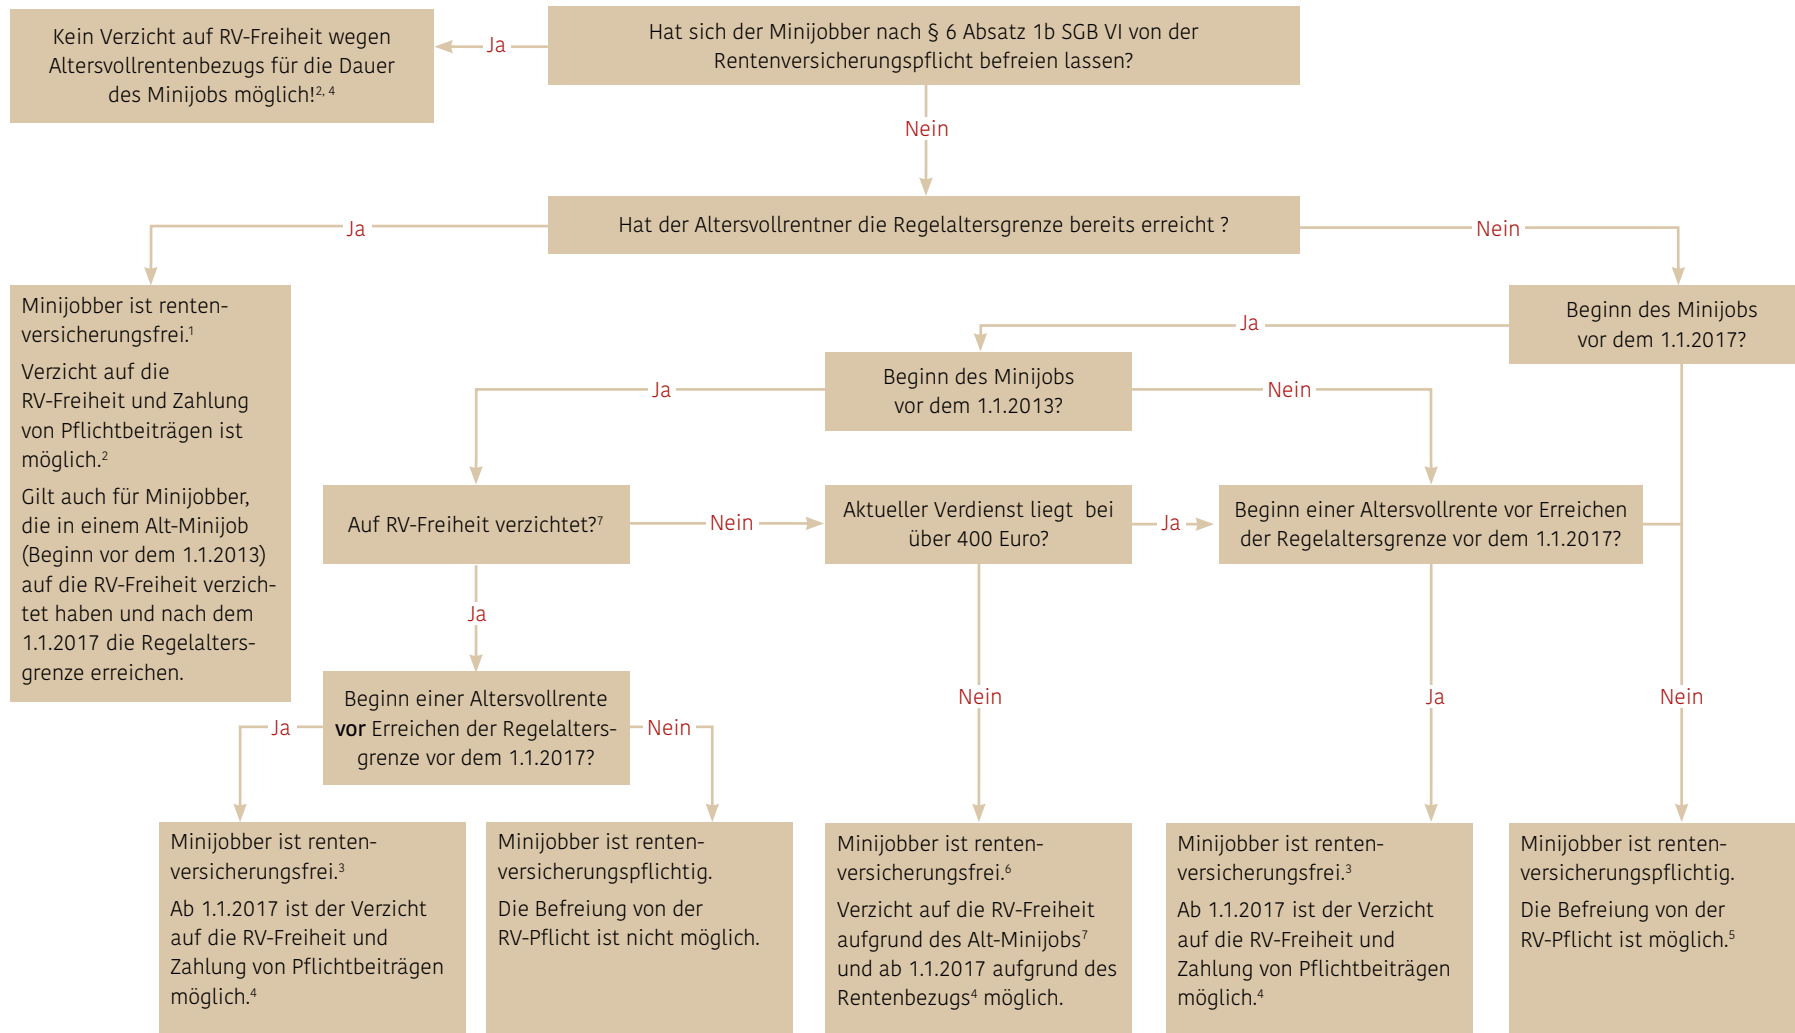 Kein Verzicht auf RV-Freiheit wegen
Altersvollrentenbezugs für die Dauer
des Minijobs möglich!2, 4
Ja
Hat sich der Minijobber nach § 6 Absatz 1b SGB VI von der
Rentenversicherungspflicht befreien lassen?
Nein
Hat der Altersvollrentner die Regelaltersgrenze bereits erreicht ?
Ja
Nein
Minijobber ist renten-
versicherungsfrei.1
Verzicht auf die
RV-Freiheit und Zahlung
von Pflichtbeiträgen ist
möglich.2
Gilt auch für Minijobber,
die in einem Alt-Minijob
(Beginn vor dem 1.1.2013)
auf die RV-Freiheit verzich-
tet haben und nach dem
1.1.2017 die Regelalters-
grenze erreichen.
Beginn des Minijobs
vor dem 1.1.2017?
Ja
Beginn des Minijobs
vor dem 1.1.2013?
Ja
Nein
Auf RV-Freiheit verzichtet?7
Nein
Aktueller Verdienst liegt bei
über 400 Euro?
Ja
Beginn einer Altersvollrente vor Erreichen
der Regelaltersgrenze vor dem 1.1.2017?
Ja
Beginn einer Altersvollrente
vor Erreichen der Regelalters-
grenze vor dem 1.1.2017?
Ja
Nein
Nein
Ja
Nein
Minijobber ist renten-
versicherungsfrei.3
Ab 1.1.2017 ist der Verzicht
auf die RV-Freiheit und
Zahlung von Pflichtbeiträgen
möglich.4
Minijobber ist renten-
versicherungspflichtig.
Die Befreiung von der
RV-Pflicht ist nicht möglich.
Minijobber ist renten-
versicherungsfrei.6
Verzicht auf die RV-Freiheit
aufgrund des Alt-Minijobs7
und ab 1.1.2017 aufgrund des
Rentenbezugs4 möglich.
Minijobber ist renten-
versicherungsfrei.3
Ab 1.1.2017 ist der Verzicht
auf die RV-Freiheit und
Zahlung von Pflichtbeiträgen
möglich.4
Minijobber ist renten-
versicherungspflichtig.
Die Befreiung von der
RV-Pflicht ist möglich.5